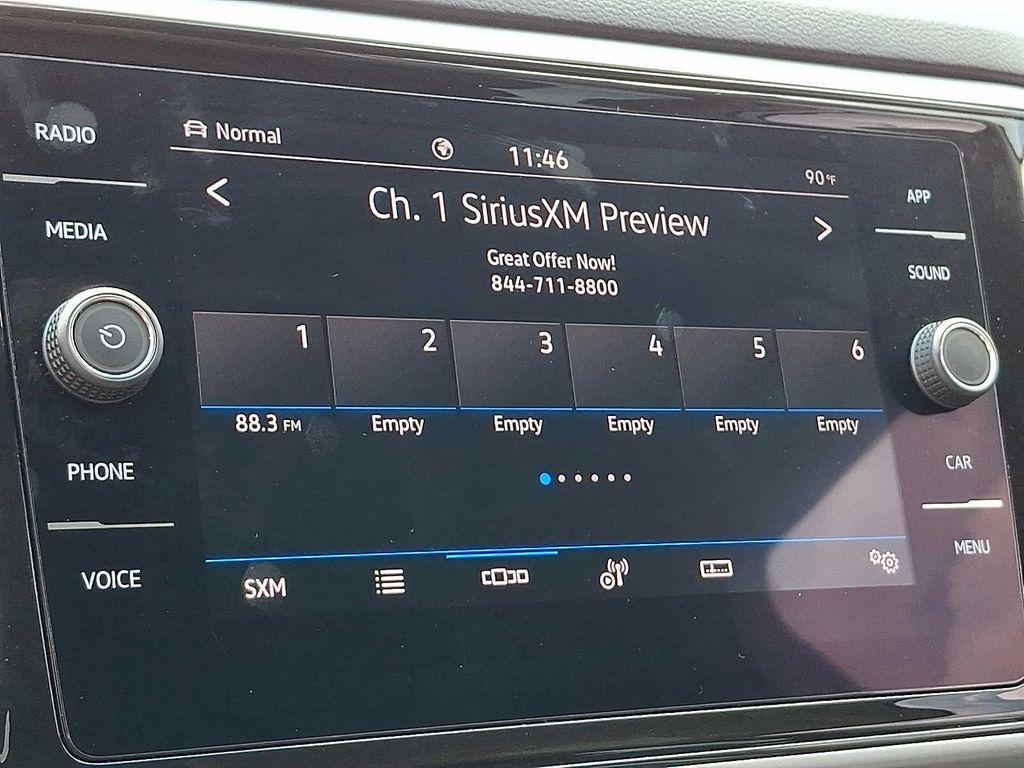 RADIO
MEDIA
PHONE
VOICE
Normal
11:46
90°F
Ch. 1 SiriusXM Preview
Great Offer Now!
844-711-8800
1 2 3 4 5 6
88.3 FM Empty Empty Empty Empty Empty
SXM
APP
SOUND
CAR
MENU